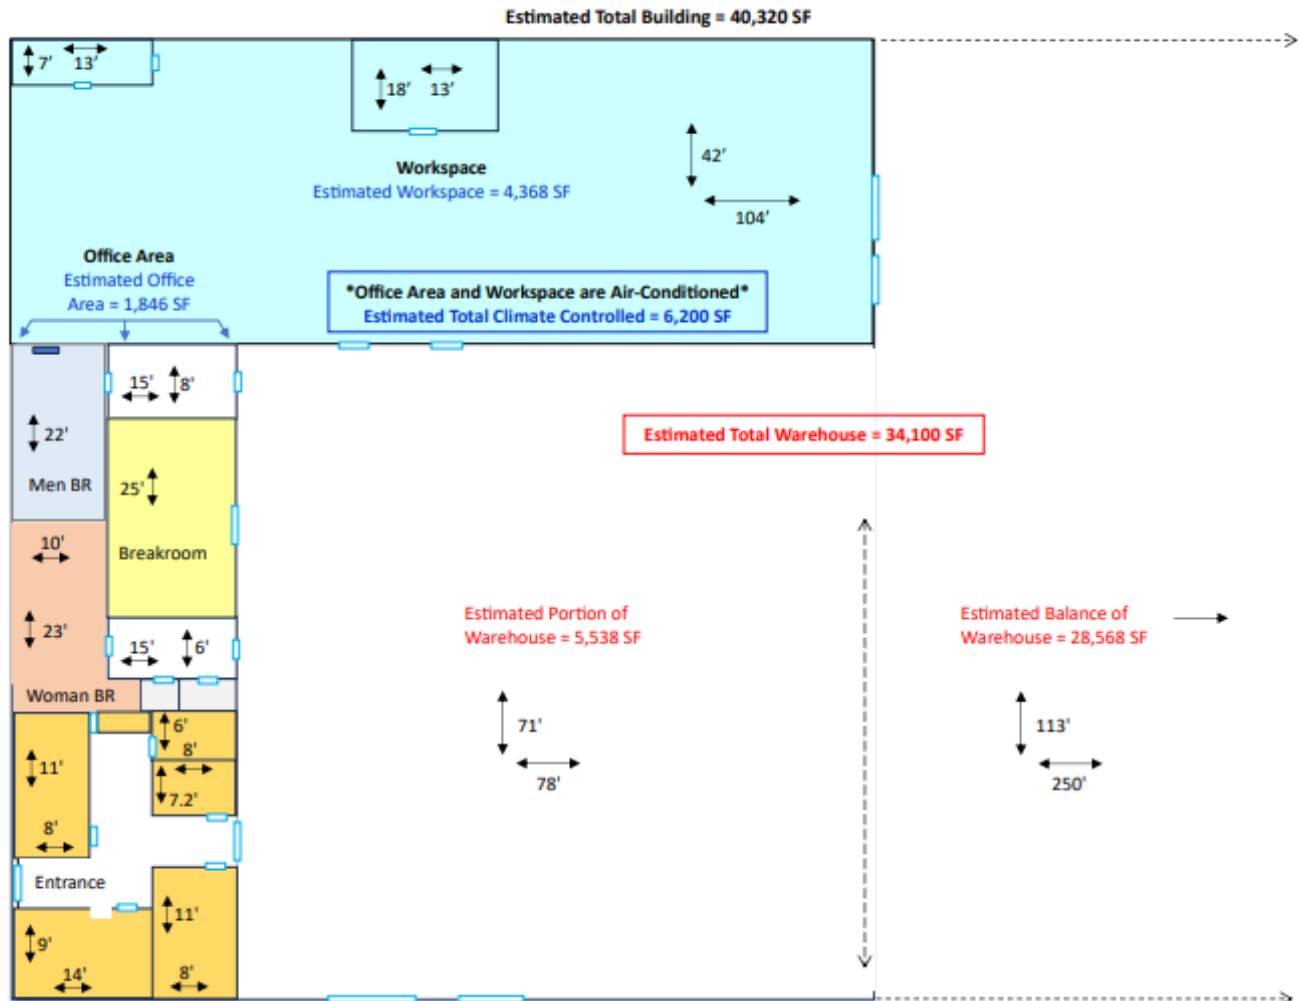 Estimated Total Building = 40,320 SF
7’
13’
18’
13’
42’
104’
Workspace
Estimated Workspace = 4,368 SF
Office Area
Estimated Office
Area = 1,846 SF
*Office Area and Workspace are Air-Conditioned*
Estimated Total Climate Controlled = 6,200 SF
15'
8'
22'
Men BR
25'
Breakroom
Estimated Total Warehouse = 34,100 SF
10'
23'
Woman BR
15'
6'
Estimated Portion of
Warehouse = 5,538 SF
Estimated Balance of
Warehouse = 28,568 SF
71'
78'
113'
250'
6'
8'
7.2'
11'
8'
Entrance
9'
14'
11'
8'